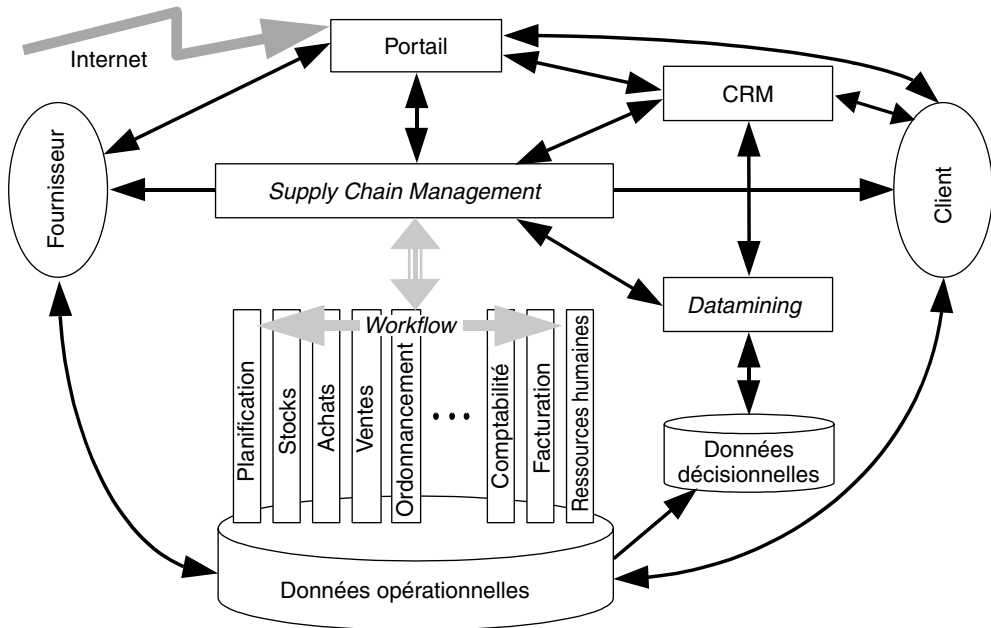 Internet
Portail
CRM
Fournisseur
Supply Chain Management
Client
Datamining
Workflow
Planification
Stocks
Achats
Ventes
Ordonnancement
...
Comptabilité
Facturation
Ressources humaines
Données
décisionnelles
Données opérationnelles